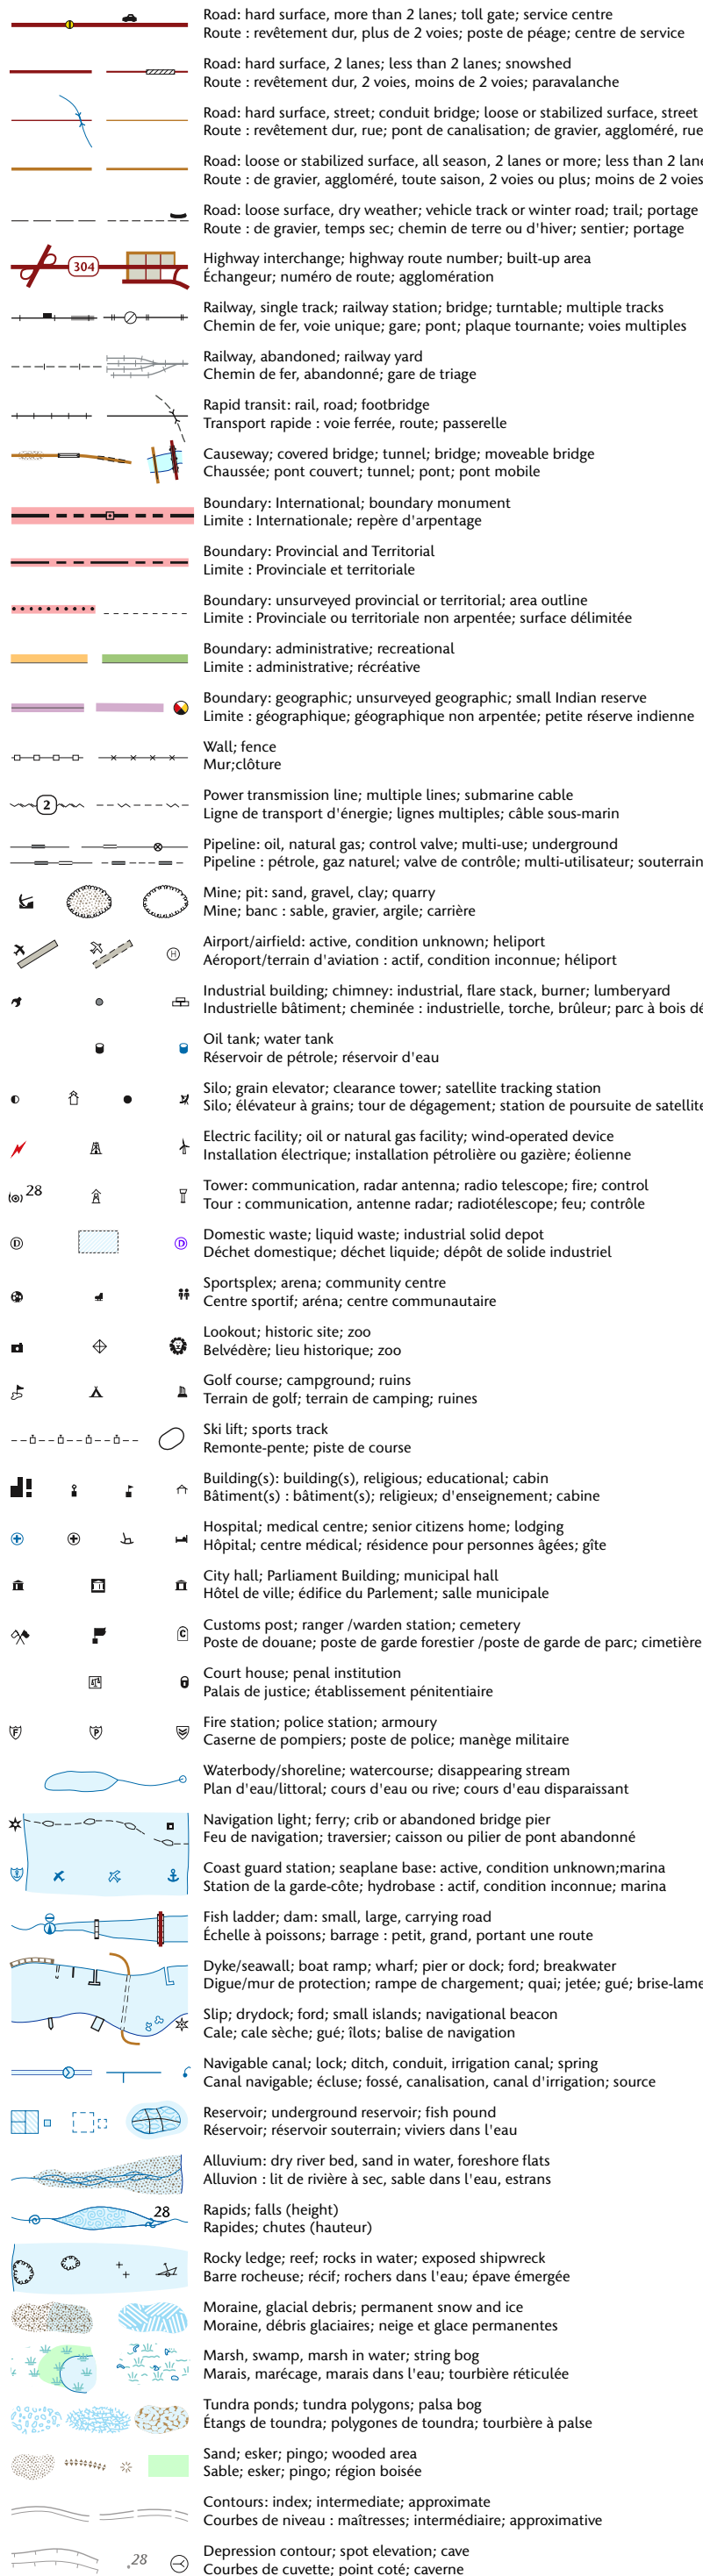 Road: hard surface, more than 2 lanes; toll gate; service centre
Route : revêtement dur, plus de 2 voies; poste de péage; centre de service
Road: hard surface, 2 lanes; less than 2 lanes; snowshed
Route : revêtement dur, 2 voies, moins de 2 voies; paravalanche
Road: hard surface, street; conduit bridge; loose or stabilized surface, street
Route : revêtement dur, rue; pont de canalisation; de gravier, aggloméré, rue
Road: loose or stabilized surface, all season, 2 lanes or more; less than 2 lane
Route : de gravier, aggloméré, toute saison, 2 voies ou plus; moins de 2 voies
Road: loose surface, dry weather; vehicle track or winter road; trail; portage
Route : de gravier, temps sec; chemin de terre ou d'hiver; sentier; portage
304
Highway interchange; highway route number; built-up area
Échangeur; numéro de route; agglomération
Railway, single track; railway station; bridge; turntable; multiple tracks
Chemin de fer, voie unique; gare; pont; plaque tournante; voies multiples
Railway, abandoned; railway yard
Chemin de fer, abandonné; gare de triage
Rapid transit: rail, road; footbridge
Transport rapide : voie ferrée, route; passerelle
Causeway; covered bridge; tunnel; bridge; moveable bridge
Chaussée; pont couvert; tunnel; pont; pont mobile
Boundary: International; boundary monument
Limite : Internationale; repère d'arpentage
Boundary: Provincial and Territorial
Limite : Provinciale et territoriale
Boundary: unsurveyed provincial or territorial; area outline
Limite : Provinciale ou territoriale non arpentée; surface délimitée
Boundary: administrative; recreational
Limite : administrative; récréative
Boundary: geographic; unsurveyed geographic; small Indian reserve
Limite : géographique; géographique non arpentée; petite réserve indienne
Wall; fence
Mur;clôture
2
Power transmission line; multiple lines; submarine cable
Ligne de transport d'énergie; lignes multiples; câble sous-marin
Pipeline: oil, natural gas; control valve; multi-use; underground
Pipeline : pétrole, gaz naturel; valve de contrôle; multi-utilisateur; souterrain
Mine; pit: sand, gravel, clay; quarry
Mine; banc : sable, gravier, argile; carrière
H
Airport/airfield: active, condition unknown; heliport
Aéroport/terrain d'aviation : actif, condition inconnue; héliport
Industrial building; chimney: industrial, flare stack, burner; lumberyard
Industrielle bâtiment; cheminée : industrielle, torche, brûleur; parc à bois dé
Oil tank; water tank
Réservoir de pétrole; réservoir d'eau
Silo; grain elevator; clearance tower; satellite tracking station
Silo; élévateur à grains; tour de dégagement; station de poursuite de satellite
Electric facility; oil or natural gas facility; wind-operated device
Installation électrique; installation pétrolière ou gazière; éolienne
28
Tower: communication, radar antenna; radio telescope; fire; control
Tour : communication, antenne radar; radiotélescope; feu; contrôle
D D
Domestic waste; liquid waste; industrial solid depot
Déchet domestique; déchet liquide; dépôt de solide industriel
Sportsplex; arena; community centre
Centre sportif; aréna; centre communautaire
Lookout; historic site; zoo
Belvédère; lieu historique; zoo
Golf course; campground; ruins
Terrain de golf; terrain de camping; ruines
Ski lift; sports track
Remonte-pente; piste de course
Building(s): building(s), religious; educational; cabin
Bâtiment(s) : bâtiment(s); religieux; d'enseignement; cabine
Hospital; medical centre; senior citizens home; lodging
Hôpital; centre médical; résidence pour personnes âgées; gîte
City hall; Parliament Building; municipal hall
Hôtel de ville; édifice du Parlement; salle municipale
C
Customs post; ranger /warden station; cemetery
Poste de douane; poste de garde forestier /poste de garde de parc; cimetière
Court house; penal institution
Palais de justice; établissement pénitentiaire
F P
Fire station; police station; armoury
Caserne de pompiers; poste de police; manège militaire
Waterbody/shoreline; watercourse; disappearing stream
Plan d'eau/littoral; cours d'eau ou rive; cours d'eau disparaissant
Navigation light; ferry; crib or abandoned bridge pier
Feu de navigation; traversier; caisson ou pilier de pont abandonné
Coast guard station; seaplane base: active, condition unknown;marina
Station de la garde-côte; hydrobase : actif, condition inconnue; marina
Fish ladder; dam: small, large, carrying road
Échelle à poissons; barrage : petit, grand, portant une route
Dyke/seawall; boat ramp; wharf; pier or dock; ford; breakwater
Digue/mur de protection; rampe de chargement; quai; jetée; gué; brise-lame
Slip; drydock; ford; small islands; navigational beacon
Cale; cale sèche; gué; îlots; balise de navigation
Navigable canal; lock; ditch, conduit, irrigation canal; spring
Canal navigable; écluse; fossé, canalisation, canal d'irrigation; source
Reservoir; underground reservoir; fish pound
Réservoir; réservoir souterrain; viviers dans l'eau
Alluvium: dry river bed, sand in water, foreshore flats
Alluvion : lit de rivière à sec, sable dans l'eau, estrans
28
Rapids; falls (height)
Rapides; chutes (hauteur)
Rocky ledge; reef; rocks in water; exposed shipwreck
Barre rocheuse; récif; rochers dans l'eau; épave émergée
Moraine, glacial debris; permanent snow and ice
Moraine, débris glaciaires; neige et glace permanentes
Marsh, swamp, marsh in water; string bog
Marais, marécage, marais dans l'eau; tourbière réticulée
Tundra ponds; tundra polygons; palsa bog
Étangs de toundra; polygones de toundra; tourbière à palse
Sand; esker; pingo; wooded area
Sable; esker; pingo; région boisée
Contours: index; intermediate; approximate
Courbes de niveau : maîtresses; intermédiaire; approximative
.28
Depression contour; spot elevation; cave
Courbes de cuvette; point coté; caverne